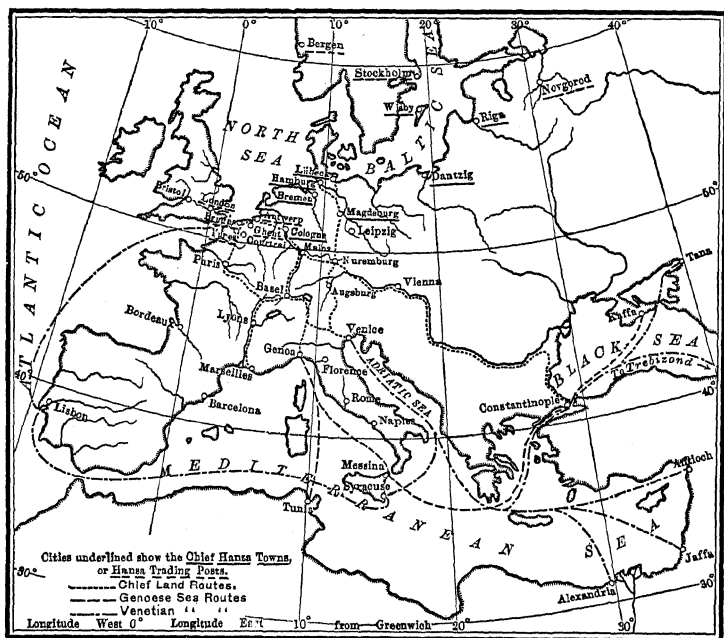 10° 0° 10° 20° 30° 40°
Bergen
Stockholm
Novgorod
Wisby
Riga
ATLANTIC OCEAN
NORTH
SEA
BALTIC SEA
50°
50°
Lübeck
Hamburg
Bremen
Dantzig
Magdeburg
Leipzig
Bristol
London
Bruges
Antwerp
Ghent
Cologne
Ypres
Courtrai
Mainz
Nuremburg
Paris
Tana
Basel
Augsburg
Vienna
Bordeau
Lyons
Kaffa
Venice
BLACK SEA
To Trebizond
Genoa
Florence
ADRIATIC SEA
Marseilles
40°
40°
Lisbon
Barcelona
Rome
Constantinople
Naples
MEDITERRANEAN SEA
Messina
Syracuse
Antioch
Tunis
Jaffa
Alexandria
30°
30°
Cities underlined show the Chief Hansa Towns,
or Hansa Trading Posts.
Chief Land Routes.
Genoese Sea Routes
Venetian " "
Longitude West 0° Longitude East 10° from Greenwich 20° 30°